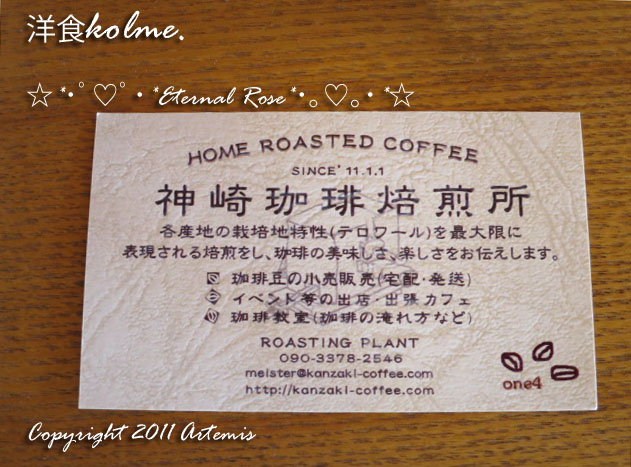 洋食kolme.
☆*･ﾟ♡ﾟ･*Eternal Rose*･｡♡｡･*☆
HOME ROASTED COFFEE
SINCE' 11.1.1
神崎珈琲焙煎所
各産地の栽培地特性(テロワール)を最大限に
表現される焙煎をし、珈琲の美味しさ、楽しさをお伝えします。
珈琲豆の小売販売(宅配・発送)
イベント等の出店・出張カフェ
珈琲教室(珈琲の淹れ方など)
ROASTING PLANT
090-3378-2546
meister@kanzaki-coffee.com
http://kanzaki-coffee.com
one4
Copyright 2011 Artemis